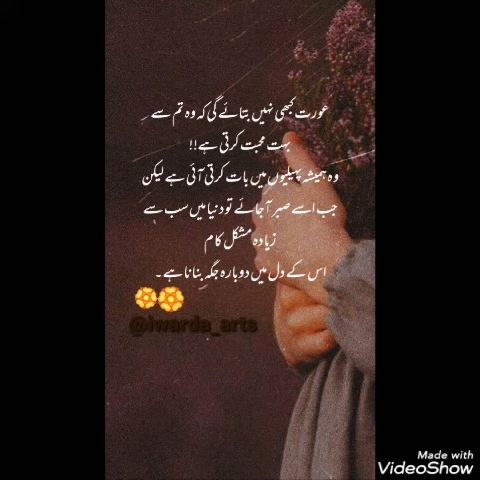 عورت کبھی نہیں بتائے گی کہ وہ تم سے
بہت محبت کرتی ہے!!
وہ ہمیشہ پہیلیوں میں بات کرتی آئی ہے لیکن
جب اسے صبر آجائے تو دنیا میں سب سے
زیادہ مشکل کام
اس کے دل میں دوبارہ جگہ بنانا ہے۔
@iwarda_arts
Made with
VideoShow